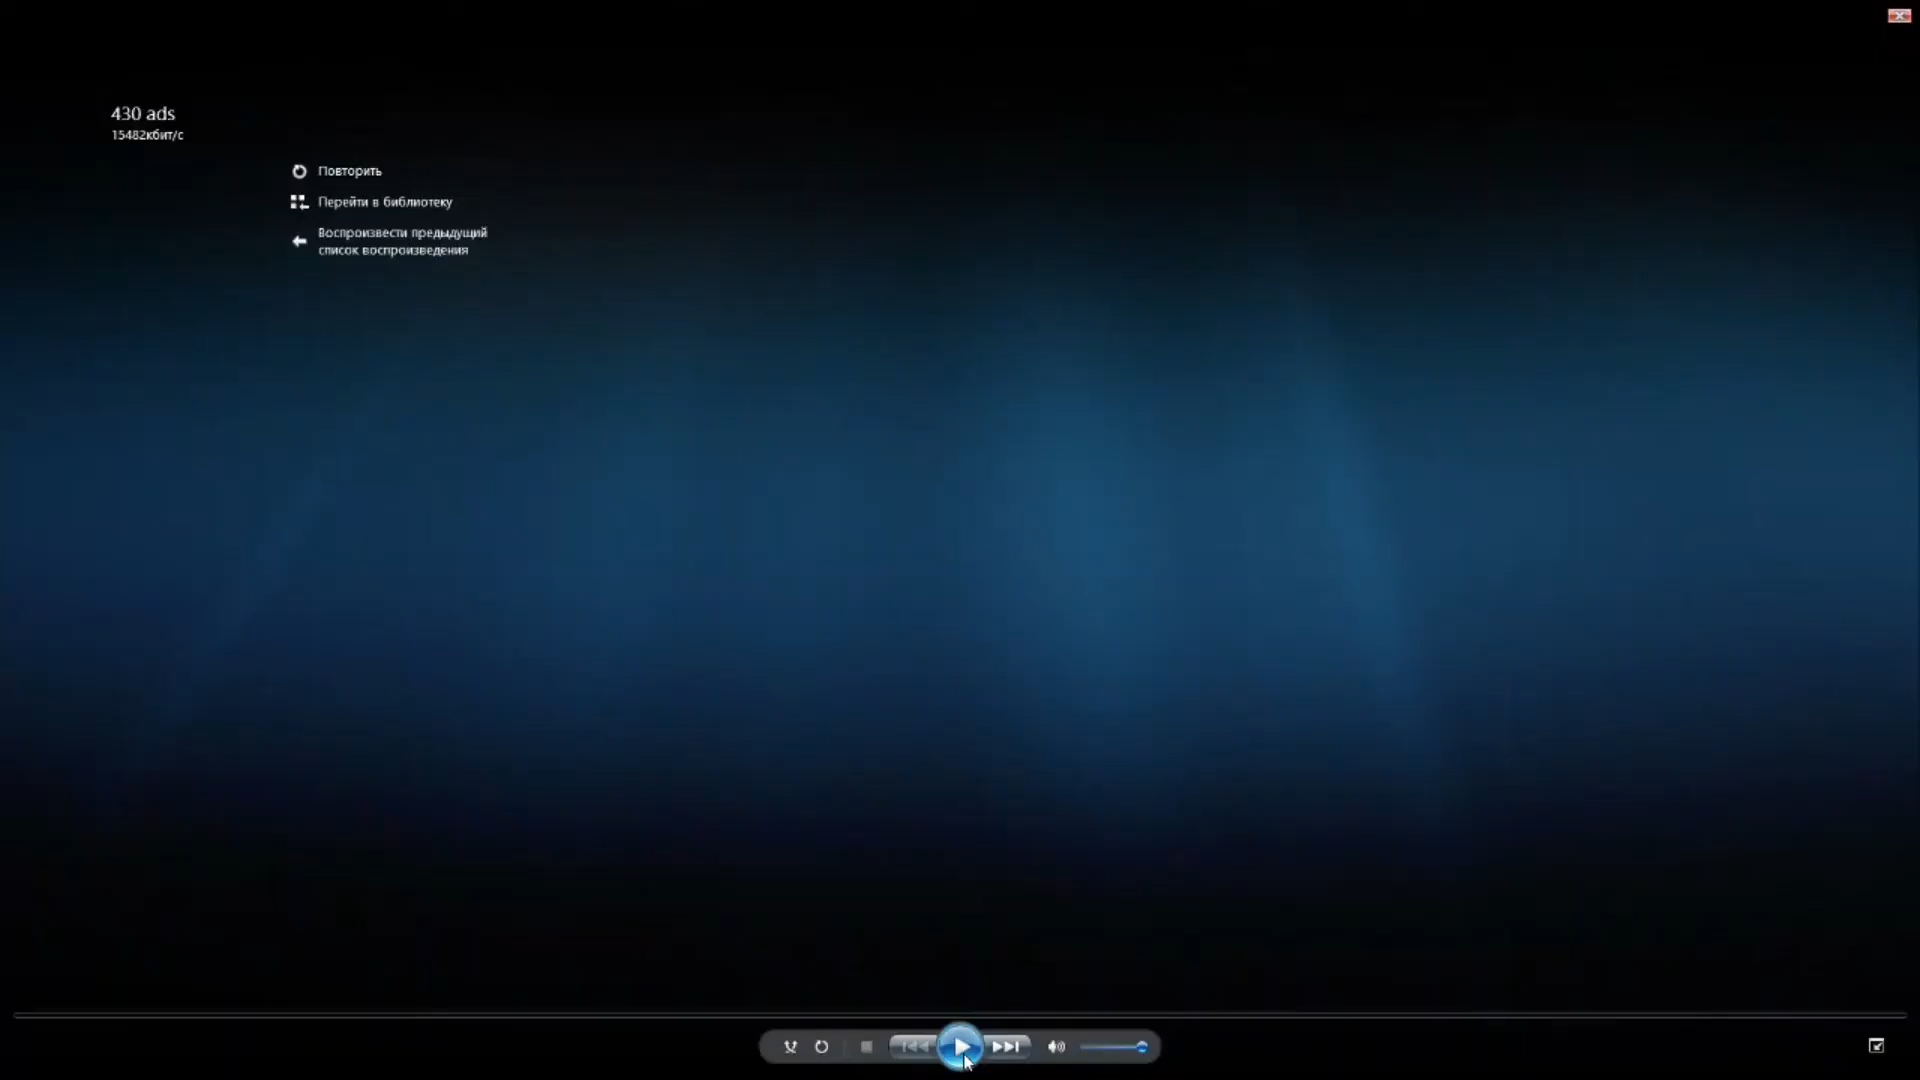 430 ads
15482кбит/с
Повторить
Перейти в библиотеку
Воспроизвести предыдущий
список воспроизведения